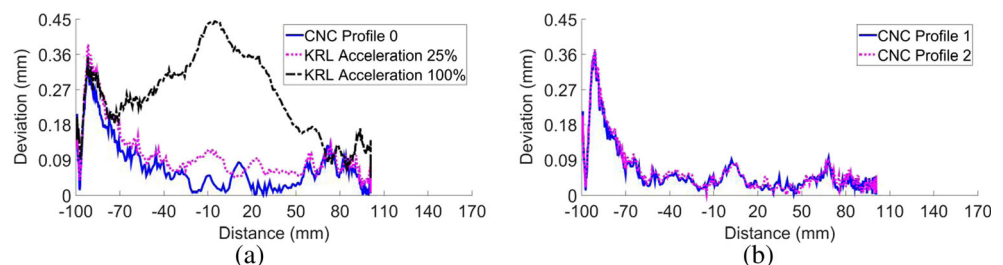 0.45
0.36
0.27
0.18
0.09
0
Deviation (mm)
-100 -70 -40 -10 20 50 80 110 140 170
Distance (mm)
CNC Profile 0
KRL Acceleration 25%
KRL Acceleration 100%
(a)
0.45
0.36
0.27
0.18
0.09
0
Deviation (mm)
-100 -70 -40 -10 20 50 80 110 140 170
Distance (mm)
CNC Profile 1
CNC Profile 2
(b)